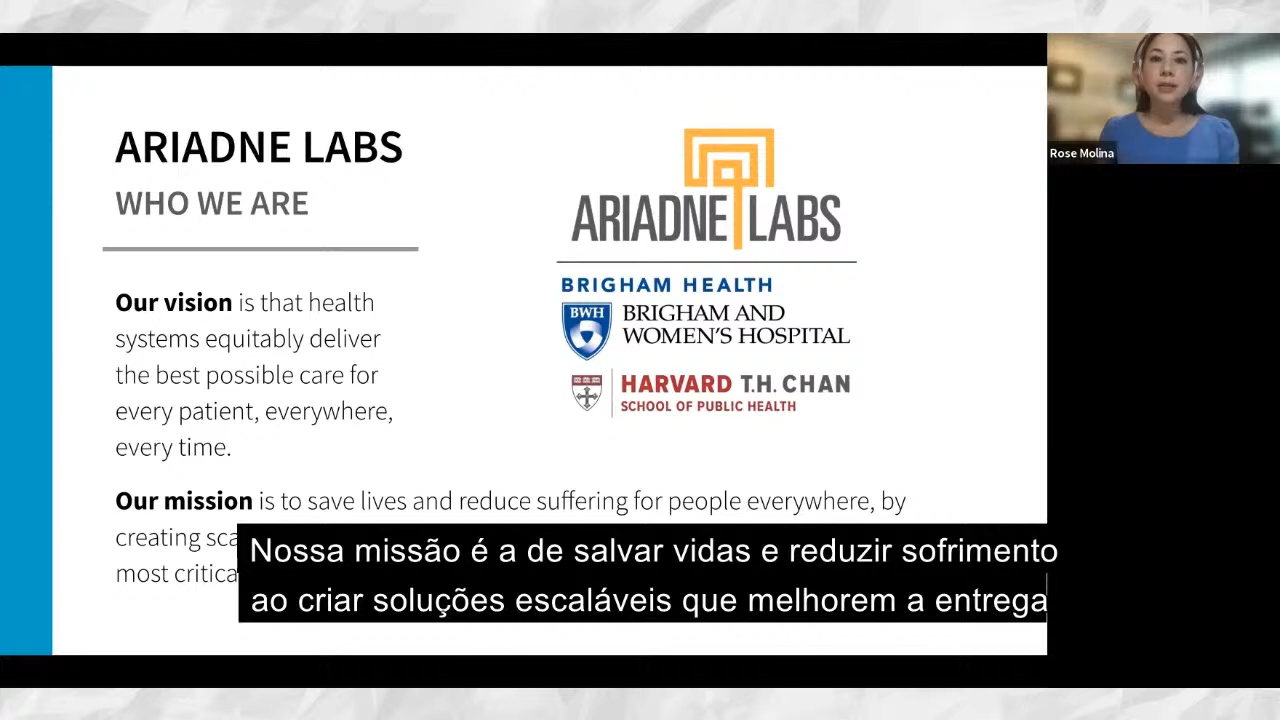 ARIADNE LABS
WHO WE ARE
Our vision is that health
systems equitably deliver
the best possible care for
every patient, everywhere,
every time.
ARIADNE LABS
BRIGHAM HEALTH
BWH
BRIGHAM AND
WOMEN'S HOSPITAL
HARVARD T.H. CHAN
SCHOOL OF PUBLIC HEALTH
Rose Molina
Our mission is to save lives and reduce suffering for people everywhere, by
creating
most
Nossa missão é a de salvar vidas e reduzir sofrimento
ao criar soluções escaláveis que melhorem a entrega